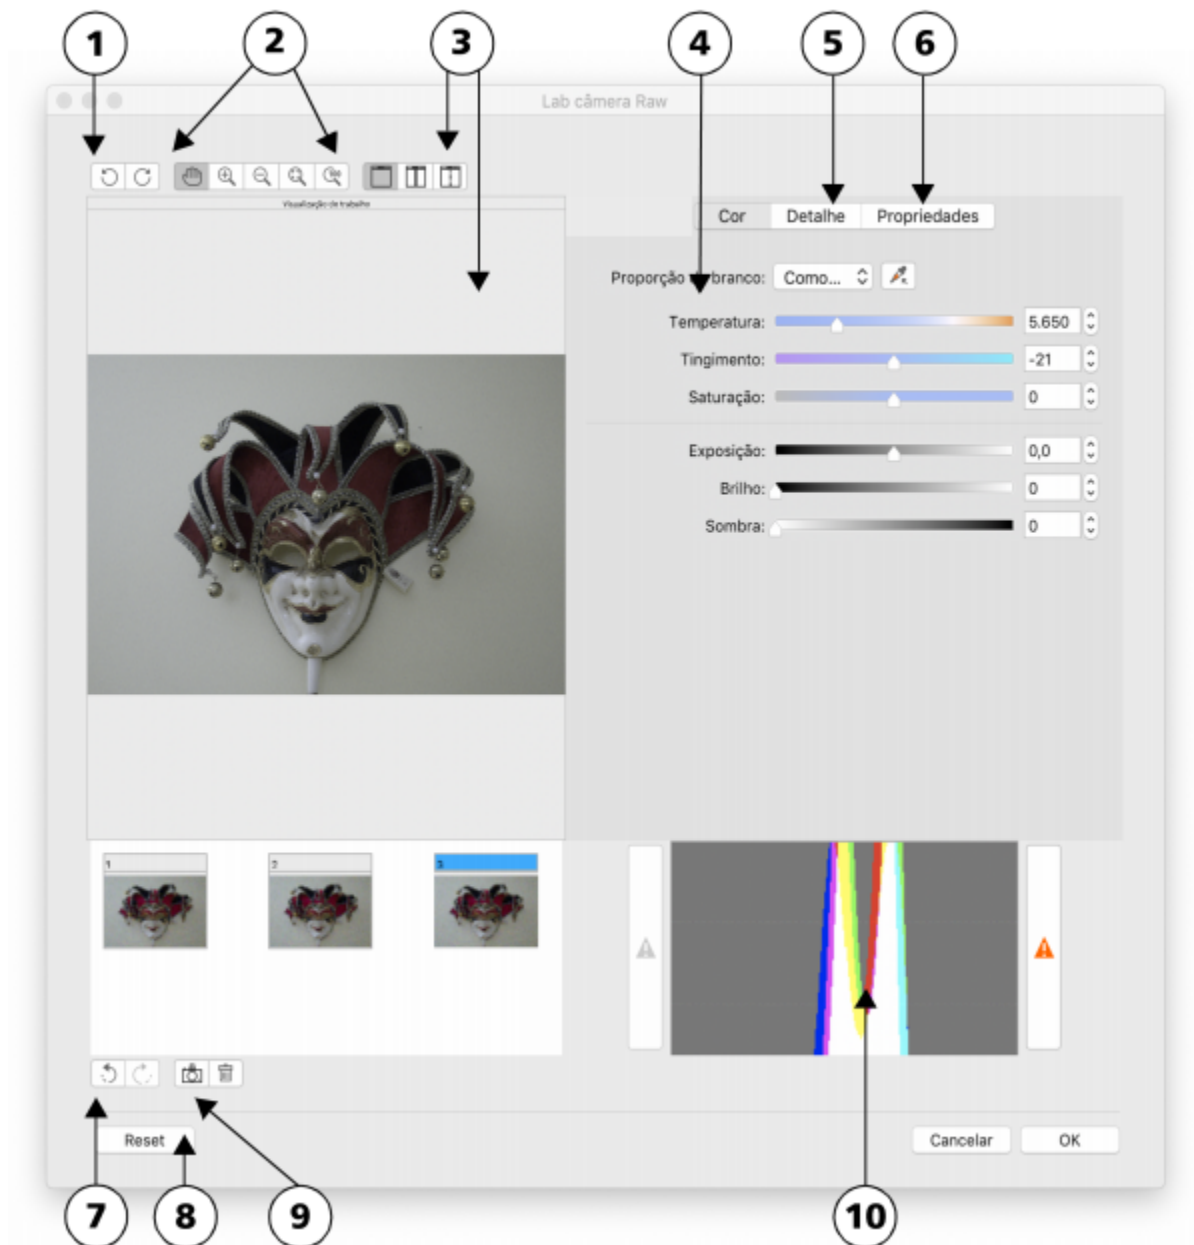 1 2 3 4 5 6
Lab câmera Raw
Visualização de trabalho
Cor Detalhe Propriedades
Proporção branco: Como...
Temperatura: 5.650
Tingimento: -21
Saturação: 0
Exposição: 0,0
Brilho: 0
Sombra: 0
1 2 3
Reset Cancelar OK
7 8 9 10